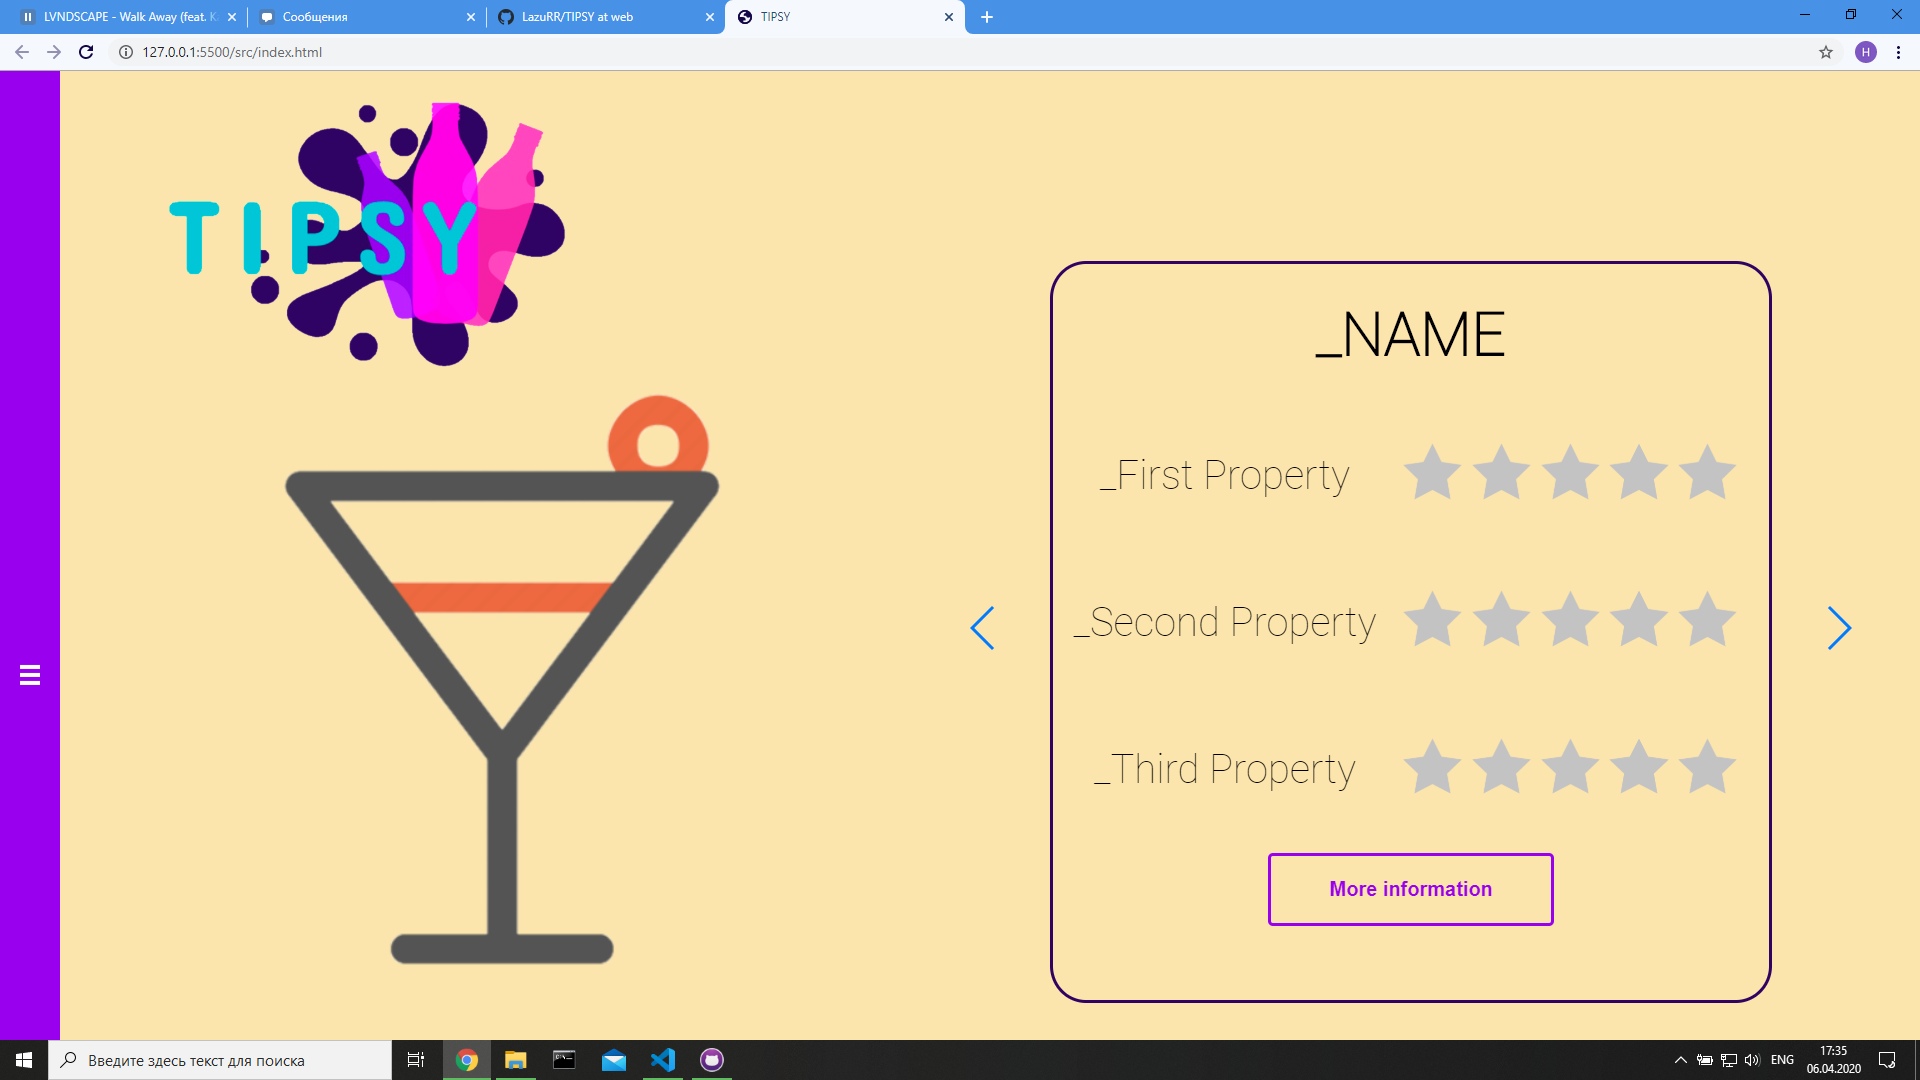 LVNDSCAPE - Walk Away (feat. K
Сообщения
LazuRR/TIPSY at web
TIPSY
127.0.0.1:5500/src/index.html
H
TIPSY
_NAME
_First Property
_Second Property
_Third Property
More information
Введите здесь текст для поиска
ENG
17:35
06.04.2020